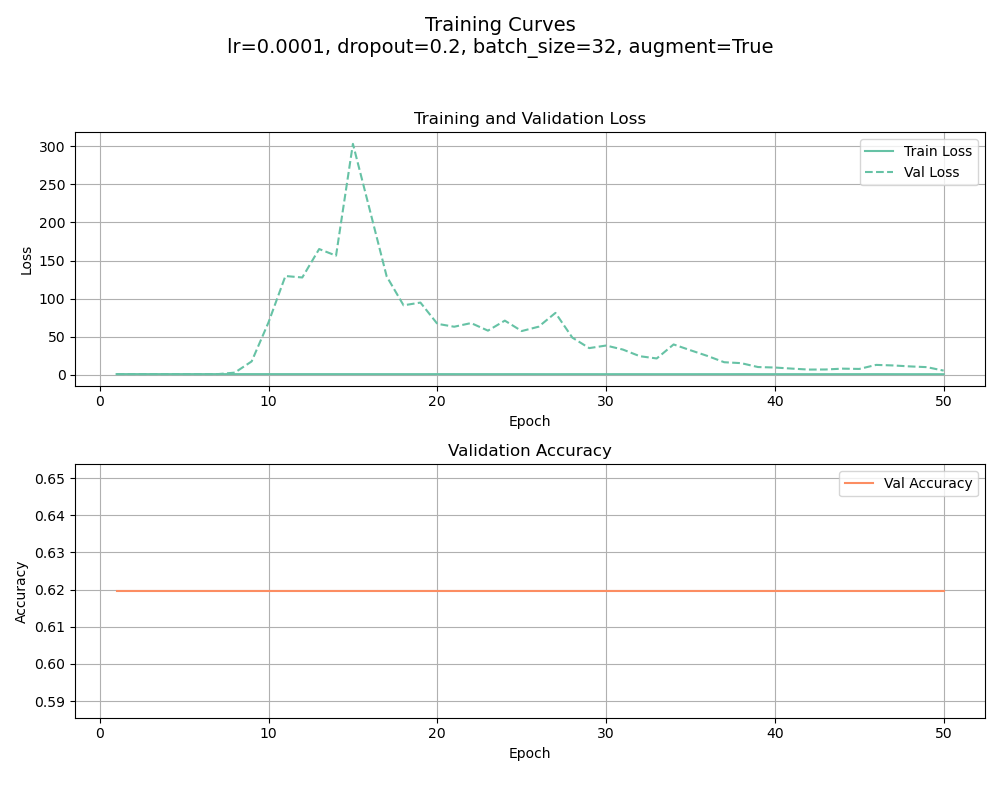 Training Curves
lr=0.0001, dropout=0.2, batch_size=32, augment=True
Training and Validation Loss
300
250
200
150
100
50
0
Loss
Train Loss
Val Loss
0 10 20 30 40 50
Epoch
Validation Accuracy
0.65
0.64
0.63
0.62
0.61
0.60
0.59
Accuracy
Val Accuracy
0 10 20 30 40 50
Epoch